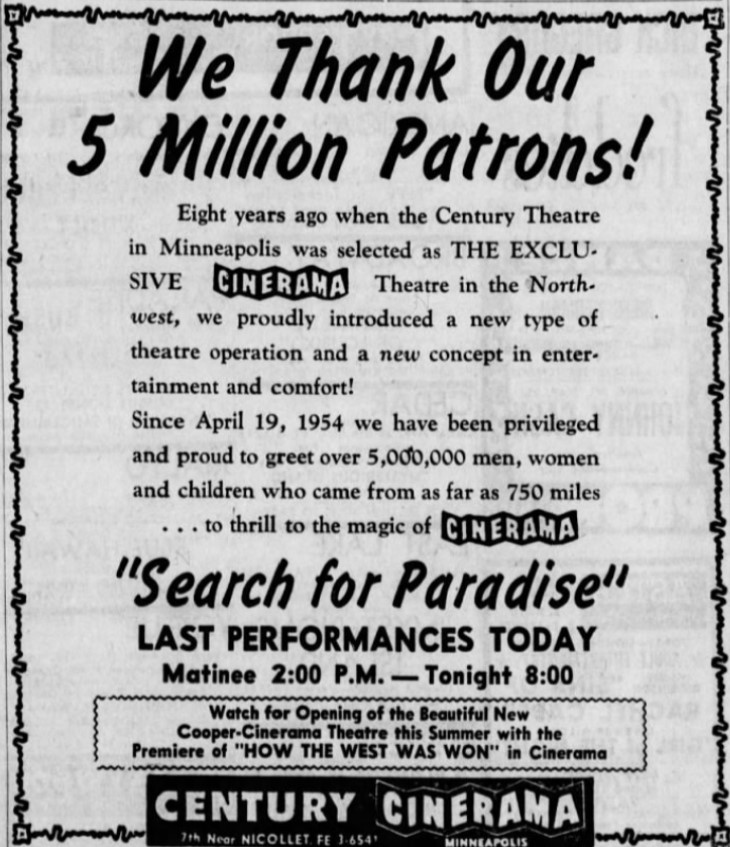 We Thank Our
5 Million Patrons!
Eight years ago when the Century Theatre
in Minneapolis was selected as THE EXCLU-
SIVE CINERAMA Theatre in the North-
west, we proudly introduced a new type of
theatre operation and a new concept in enter-
tainment and comfort!
Since April 19, 1954 we have been privileged
and proud to greet over 5,000,000 men, women
and children who came from as far as 750 miles
... to thrill to the magic of CINERAMA
"Search for Paradise"
LAST PERFORMANCES TODAY
Matinee 2:00 P.M. — Tonight 8:00
Watch for Opening of the Beautiful New
Cooper-Cinerama Theatre this Summer with the
Premiere of "HOW THE WEST WAS WON" in Cinerama
CENTURY CINERAMA
7th Near NICOLLET, FE 3-6541
MINNEAPOLIS